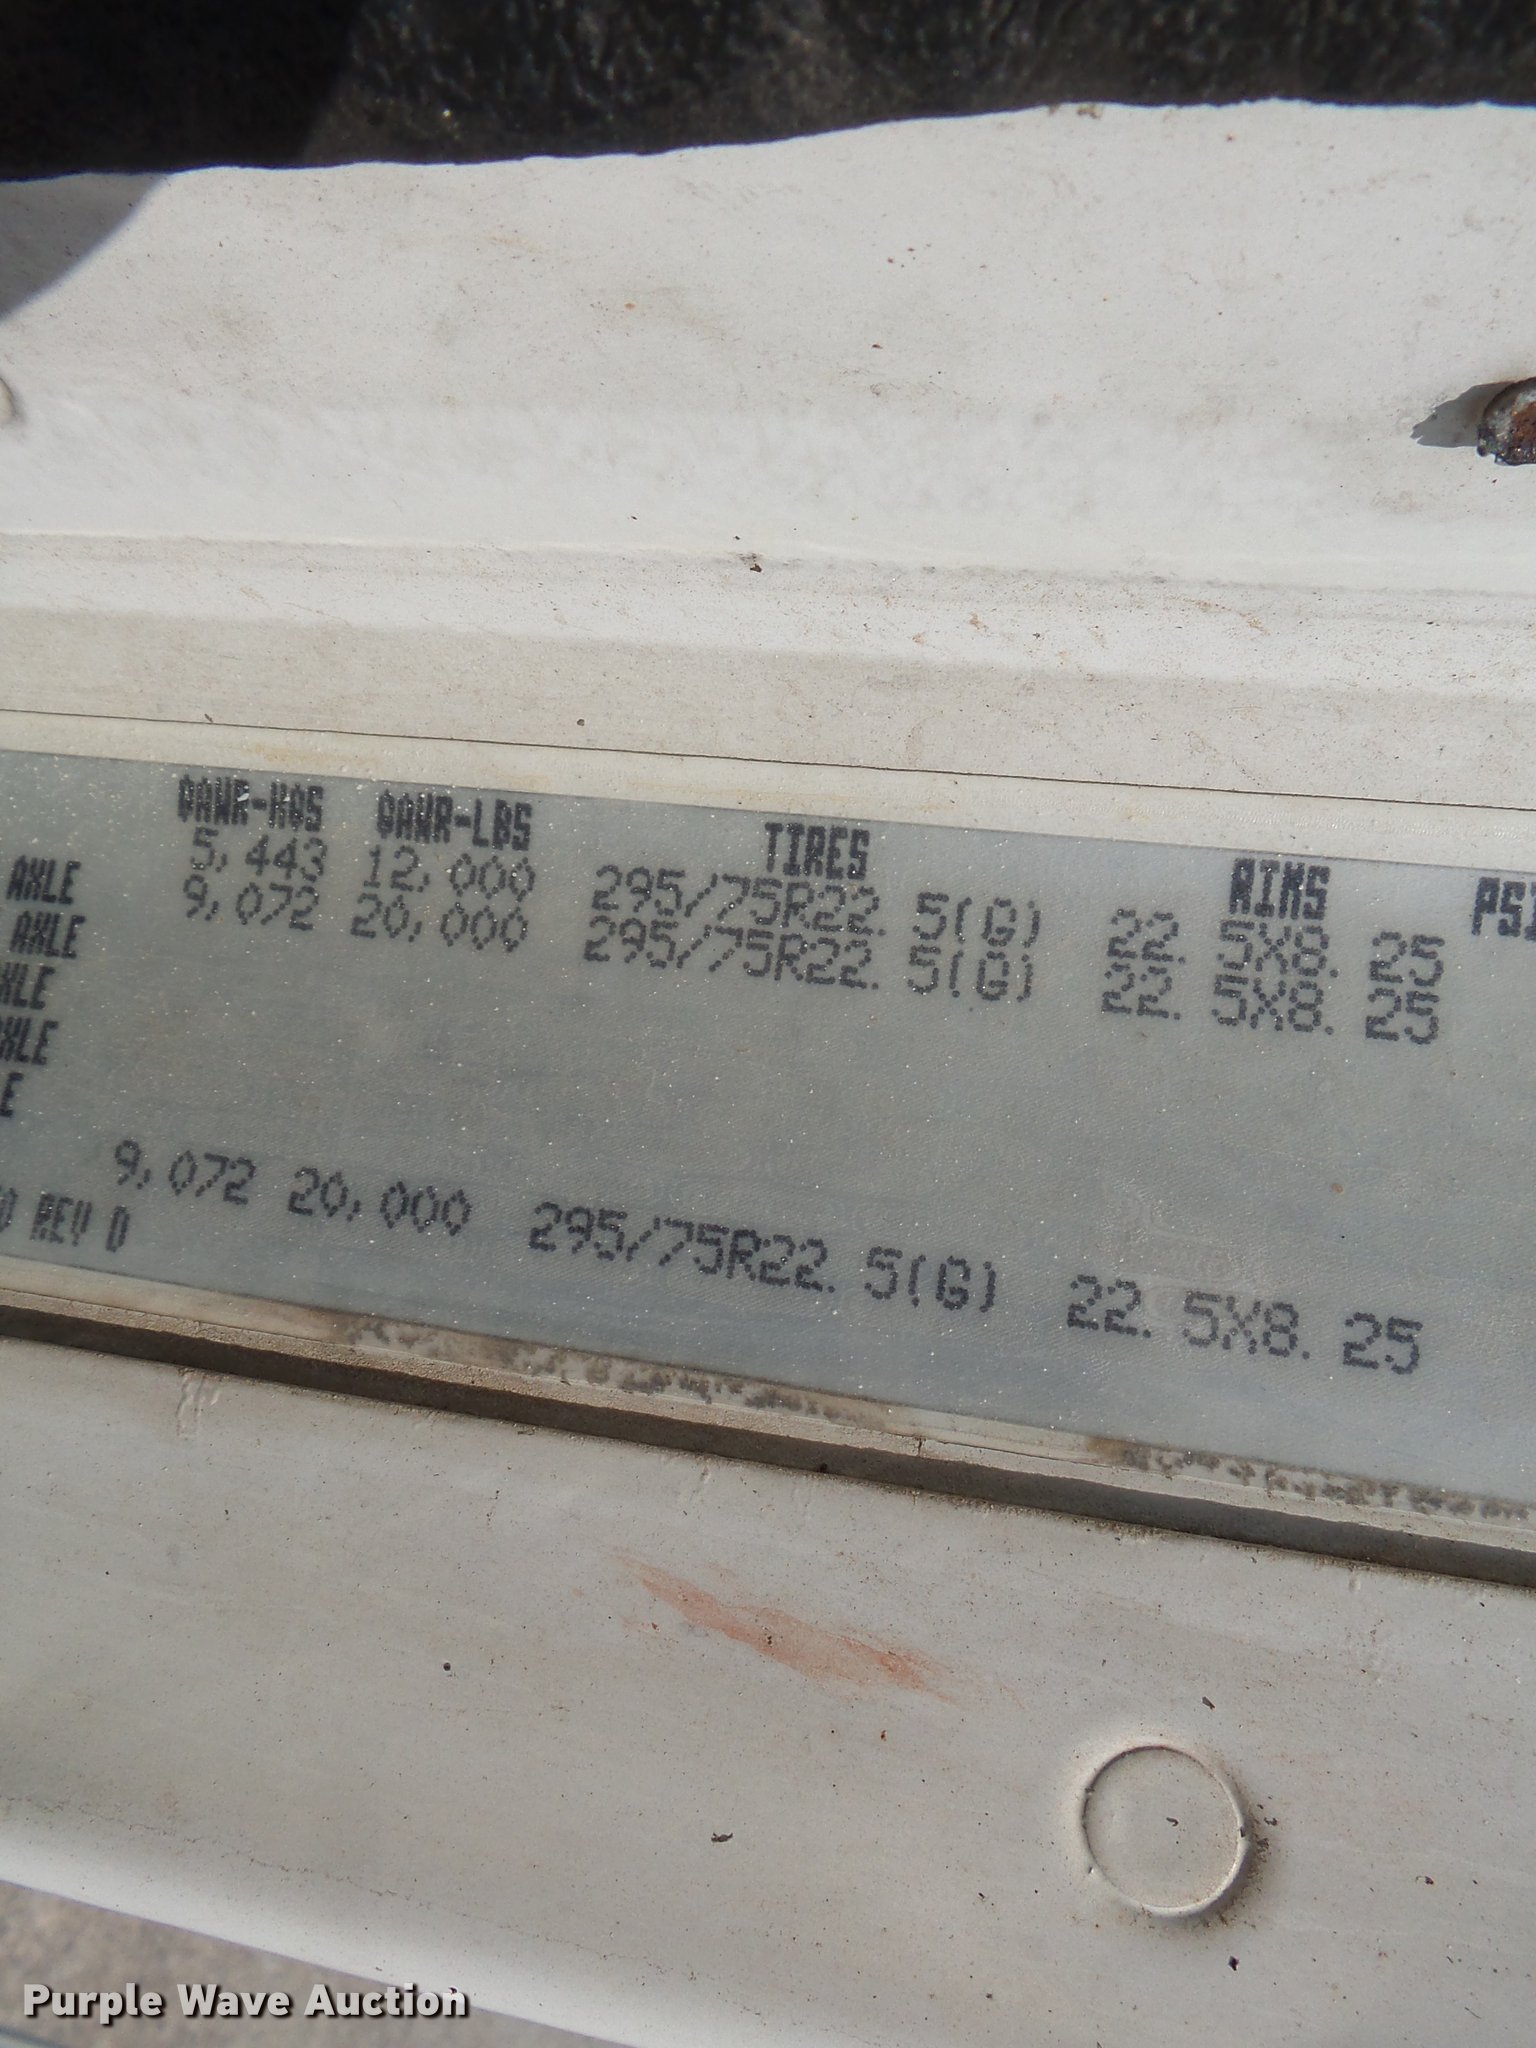 GAWR-KGS GAWR-LBS TIRES RIMS PSI
AXLE 5,443 12,000 295/75R22.5(G) 22.5X8.25
AXLE 9,072 20,000 295/75R22.5(G) 22.5X8.25
XLE
XLE
E
9,072 20,000 295/75R22.5(G) 22.5X8.25
REV D
Purple Wave Auction